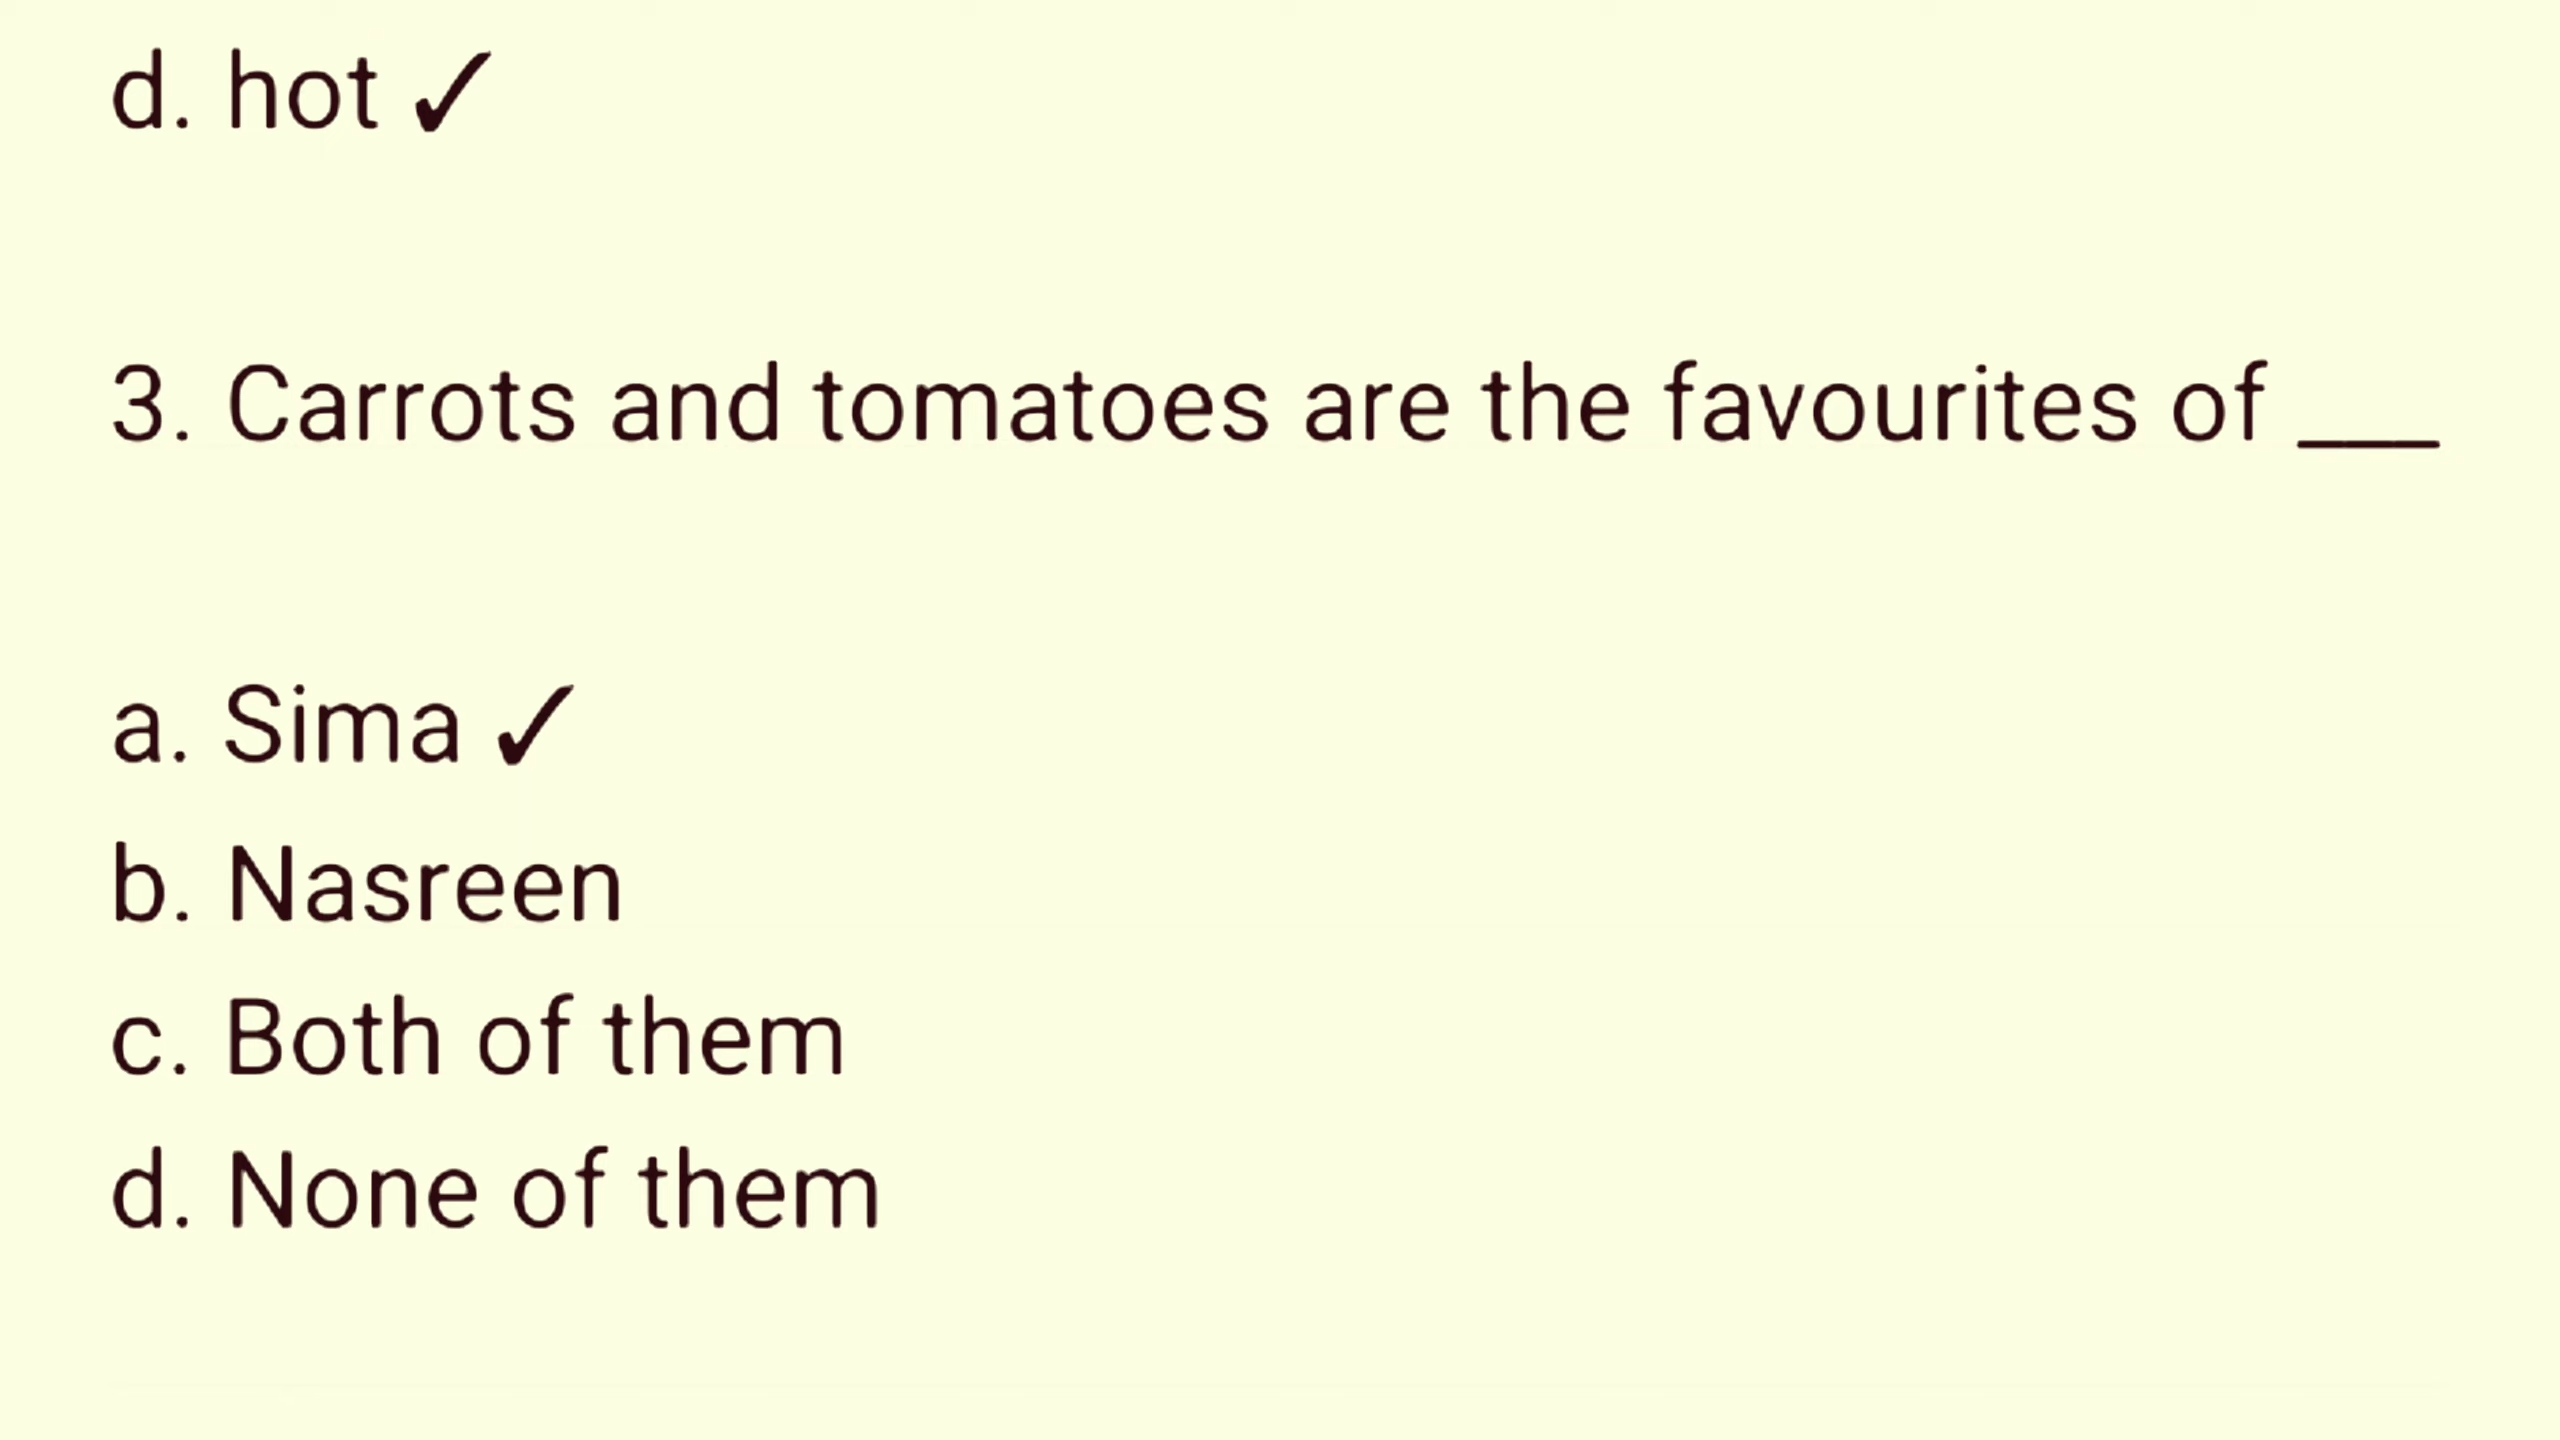 d. hot ✓
3. Carrots and tomatoes are the favourites of ___
a. Sima ✓
b. Nasreen
c. Both of them
d. None of them